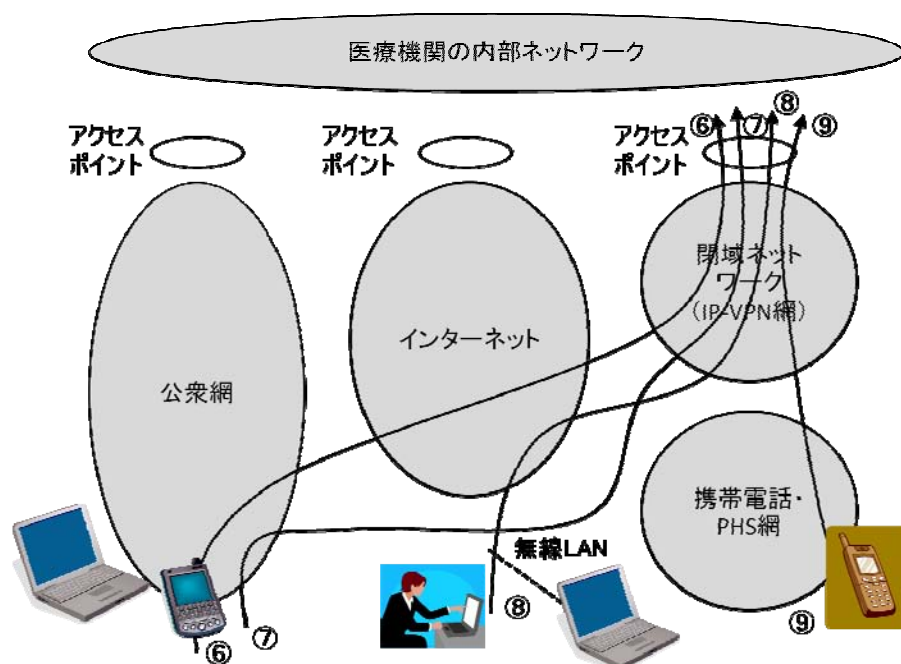 医療機関の内部ネットワーク
アクセス
ポイント
アクセス
ポイント
アクセス
ポイント
⑥
⑦
⑧
⑨
閉域ネット
ワーク
（IP-VPN網）
インターネット
公衆網
携帯電話・
PHS網
無線LAN
⑧
⑨
⑥
⑦